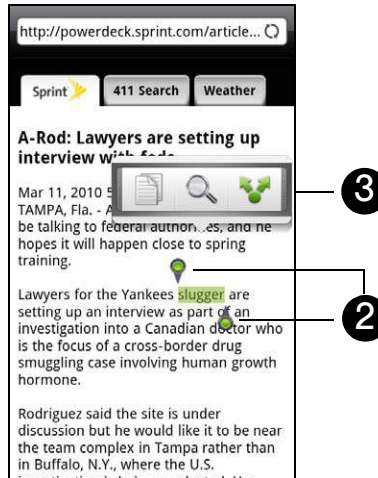 http://powerdeck.sprint.com/article...
Sprint
411 Search
Weather
A-Rod: Lawyers are setting up
interview with feds
Mar 11, 2010 5
TAMPA, Fla. - A
be talking to federal authorities, and he
hopes it will happen close to spring
training.
Lawyers for the Yankees slugger are
setting up an interview as part of an
investigation into a Canadian doctor who
is the focus of a cross-border drug
smuggling case involving human growth
hormone.
Rodriguez said the site is under
discussion but he would like it to be near
the team complex in Tampa rather than
in Buffalo, N.Y., where the U.S.
3
2